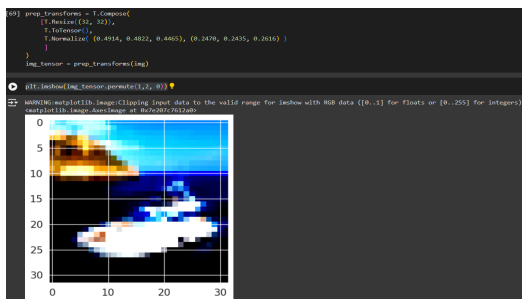 [69] prep_transforms = T.Compose(
[T.Resize((32, 32)),
T.ToTensor(),
T.Normalize( (0.4914, 0.4822, 0.4465), (0.2470, 0.2435, 0.2616) )
]
)
img_tensor = prep_transforms(img)
plt.imshow(img_tensor.permute(1,2, 0))
WARNING:matplotlib.image:Clipping input data to the valid range for imshow with RGB data ([0..1] for floats or [0..255] for integers)
<matplotlib.image.AxesImage at 0x7e207c7612a0>
0
5
10
15
20
25
30
0 10 20 30